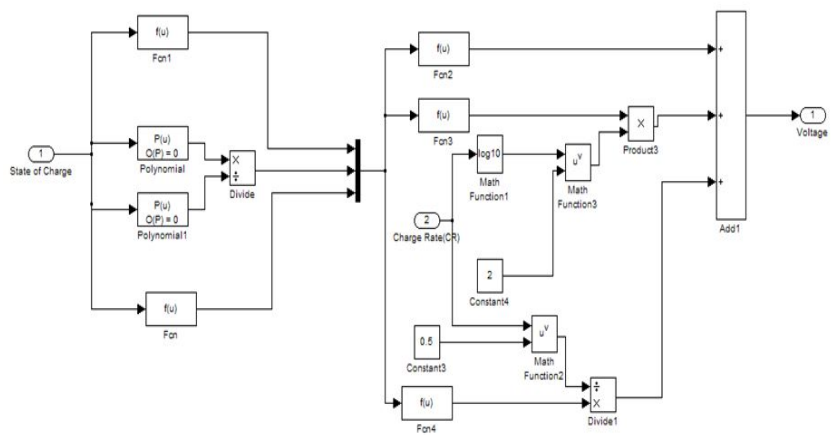 f(u)
Fcn1
1
State of Charge
P(u)
O(P) = 0
Polynomial
P(u)
O(P) = 0
Polynomial1
×
÷
Divide
f(u)
Fcn
f(u)
Fcn2
f(u)
Fcn3
log10
Math
Function1
u^v
Math
Function3
×
Product3
2
Charge Rate(CR)
2
Constant4
0.5
Constant3
u^v
Math
Function2
f(u)
Fcn4
÷
×
Divide1
+
+
+
Add1
1
Voltage